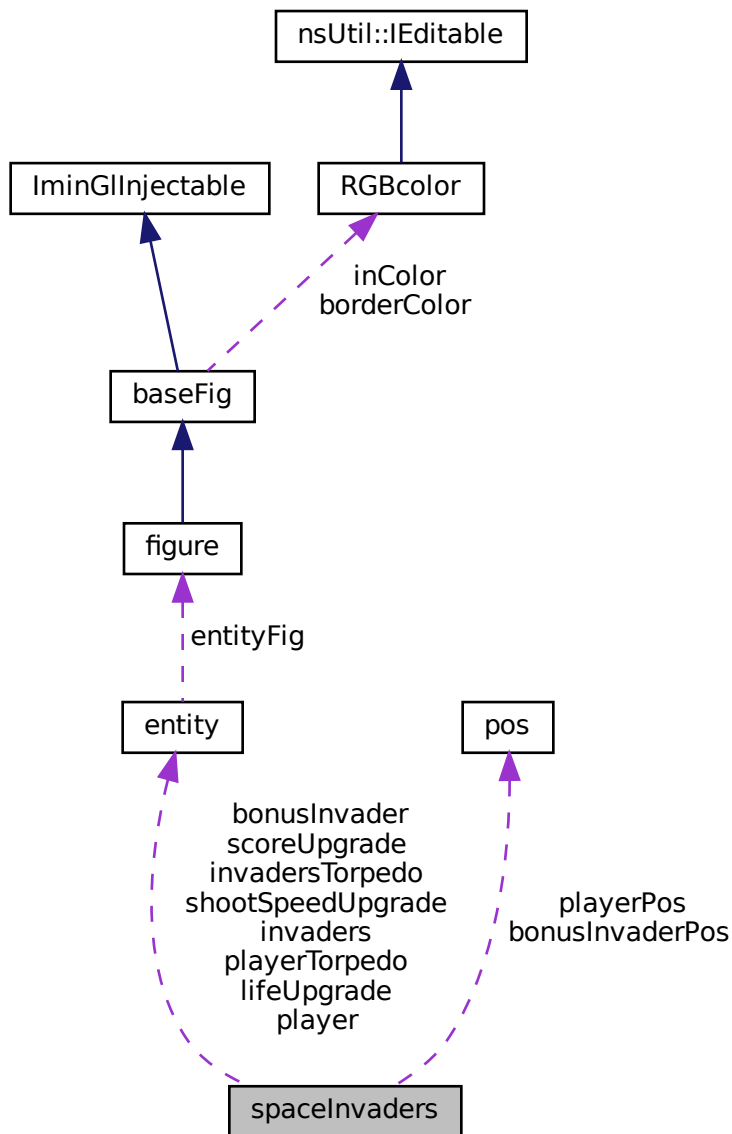 nsUtil::IEditable
IminGlInjectable
RGBcolor
inColor
borderColor
baseFig
figure
entityFig
entity
pos
bonusInvader
scoreUpgrade
invadersTorpedo
shootSpeedUpgrade
invaders
playerTorpedo
lifeUpgrade
player
playerPos
bonusInvaderPos
spaceInvaders